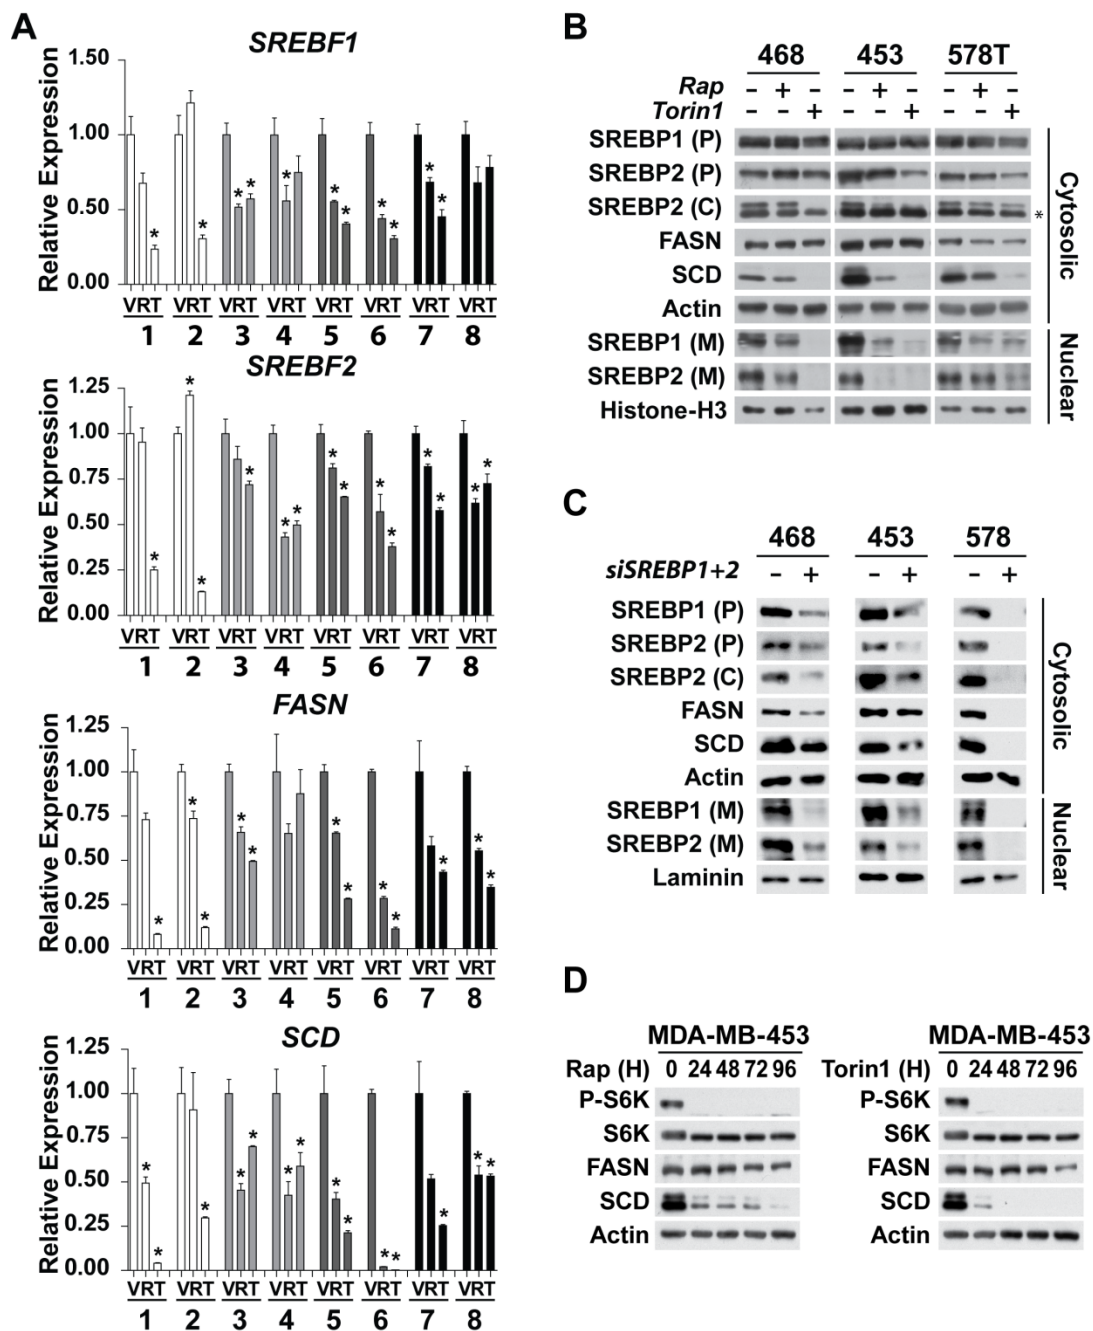 A
SREBF1
Relative Expression
1.50
1.00
0.50
0.00
VRT VRT VRT VRT VRT VRT VRT VRT
1 2 3 4 5 6 7 8
* * * * * * * * * * *
SREBF2
Relative Expression
1.25
1.00
0.75
0.50
0.25
0.00
VRT VRT VRT VRT VRT VRT VRT VRT
1 2 3 4 5 6 7 8
* * * * * * * * * * * * * *
FASN
Relative Expression
1.25
1.00
0.75
0.50
0.25
0.00
VRT VRT VRT VRT VRT VRT VRT VRT
1 2 3 4 5 6 7 8
* * * * * * * * * * * *
SCD
Relative Expression
1.25
1.00
0.75
0.50
0.25
0.00
VRT VRT VRT VRT VRT VRT VRT VRT
1 2 3 4 5 6 7 8
* * * * * * * * * * * * * *
B
468 453 578T
Rap - + - - + - - + -
Torin1 - - + - - + - - +
SREBP1 (P)
SREBP2 (P)
SREBP2 (C) *
FASN
SCD
Actin
Cytosolic
SREBP1 (M)
SREBP2 (M)
Histone-H3
Nuclear
C
468 453 578
siSREBP1+2 - + - + - +
SREBP1 (P)
SREBP2 (P)
SREBP2 (C)
FASN
SCD
Actin
Cytosolic
SREBP1 (M)
SREBP2 (M)
Laminin
Nuclear
D
MDA-MB-453
Rap (H) 0 24 48 72 96
P-S6K
S6K
FASN
SCD
Actin
MDA-MB-453
Torin1 (H) 0 24 48 72 96
P-S6K
S6K
FASN
SCD
Actin